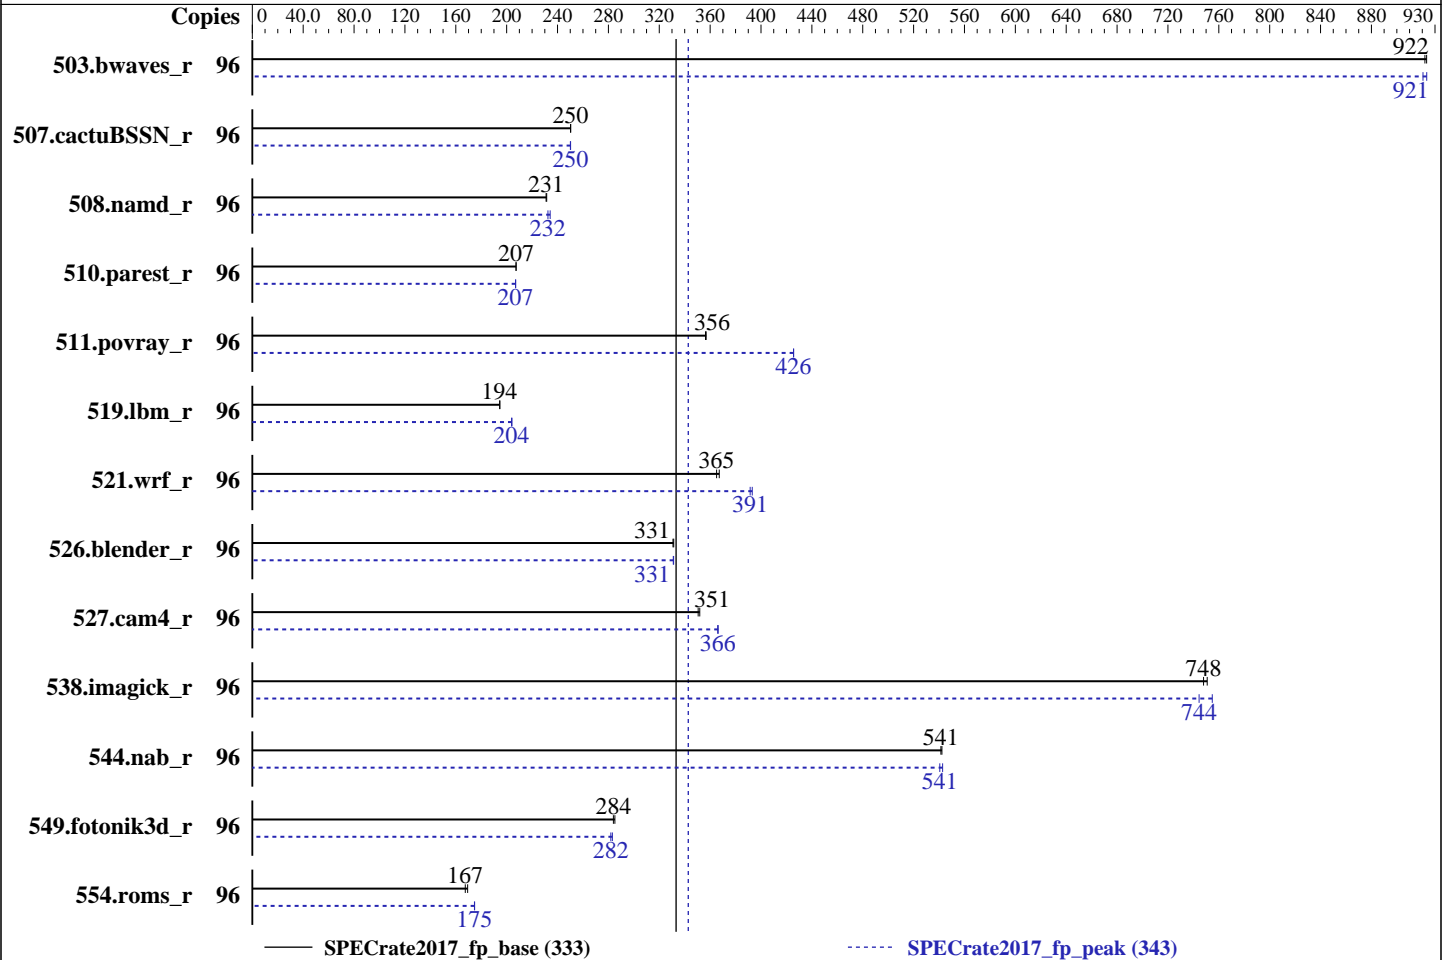 Copies 0 40.0 80.0 120 160 200 240 280 320 360 400 440 480 520 560 600 640 680 720 760 800 840 880 930
922
503.bwaves_r 96
921
250
507.cactuBSSN_r 96
250
231
508.namd_r 96
232
207
510.parest_r 96
207
356
511.povray_r 96
426
194
519.lbm_r 96
204
365
521.wrf_r 96
391
331
526.blender_r 96
331
351
527.cam4_r 96
366
748
538.imagick_r 96
744
541
544.nab_r 96
541
284
549.fotonik3d_r 96
282
167
554.roms_r 96
175
SPECrate2017_fp_base (333) SPECrate2017_fp_peak (343)